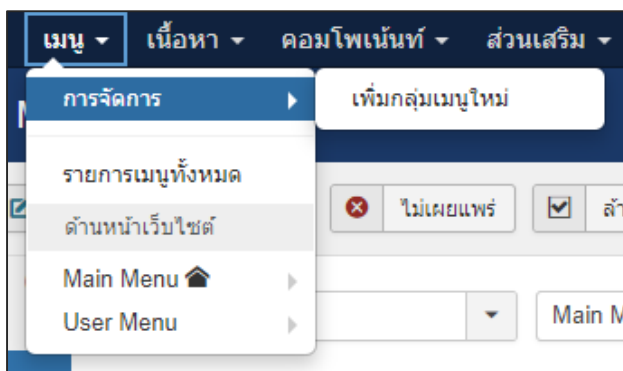 เมนู เนื้อหา คอมโพเน้นท์ ส่วนเสริม
การจัดการ เพิ่มกลุ่มเมนูใหม่
รายการเมนูทั้งหมด
ไม่เผยแพร่
ด้านหน้าเว็บไซต์
Main Menu
Main
User Menu